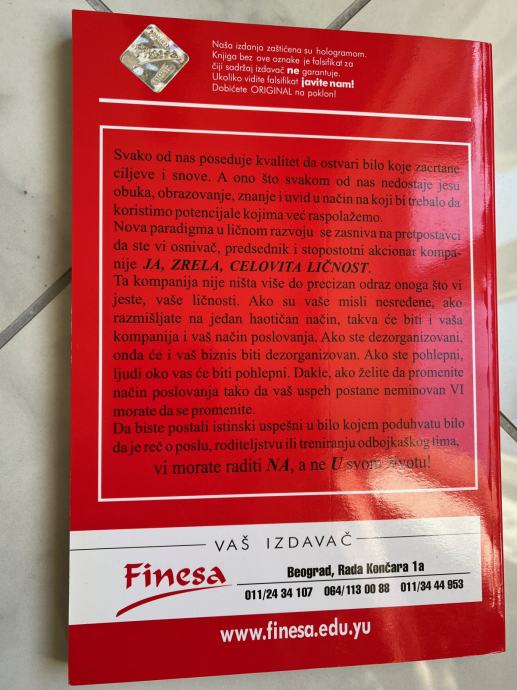 Naša izdanja zaštićena su hologramom.
Knjiga bez ove oznake je falsifikat za
čiji sadržaj izdavač ne garantuje.
Ukoliko vidite falsifikat javite nam!
Dobićete ORIGINAL na poklon!
Svako od nas poseduje kvalitet da ostvari bilo koje zacrtane
ciljeve i snove. A ono što svakom od nas nedostaje jesu
obuka, obrazovanje, znanje i uvid u način na koji bi trebalo da
koristimo potencijale kojima već raspolažemo.
Nova paradigma u ličnom razvoju se zasniva na pretpostavci
da ste vi osnivač, predsednik i stopostotni akcionar kompa-
nije JA, ZRELA, CELOVITA LIČNOST.
Ta kompanija nije ništa više do precizan odraz onoga što vi
jeste, vaše ličnosti. Ako su vaše misli nesređene, ako
razmišljate na jedan haotičan način, takva će biti i vaša
kompanija i vaš način poslovanja. Ako ste dezorganizovani,
onda će i vaš biznis biti dezorganizovan. Ako ste pohlepni,
ljudi oko vas će biti pohlepni. Dakle, ako želite da promenite
način poslovanja tako da vaš uspeh postane neminovan VI
morate da se promenite.
Da biste postali istinski uspešni u bilo kojem poduhvatu bilo
da je reč o poslu, roditeljstvu ili treniranju odbojkaškog tima,
vi morate raditi NA, a ne U svom životu!
VAŠ IZDAVAČ
Finesa
Beograd, Rada Končara 1a
011/24 34 107 064/113 00 88 011/34 44 953
www.finesa.edu.yu